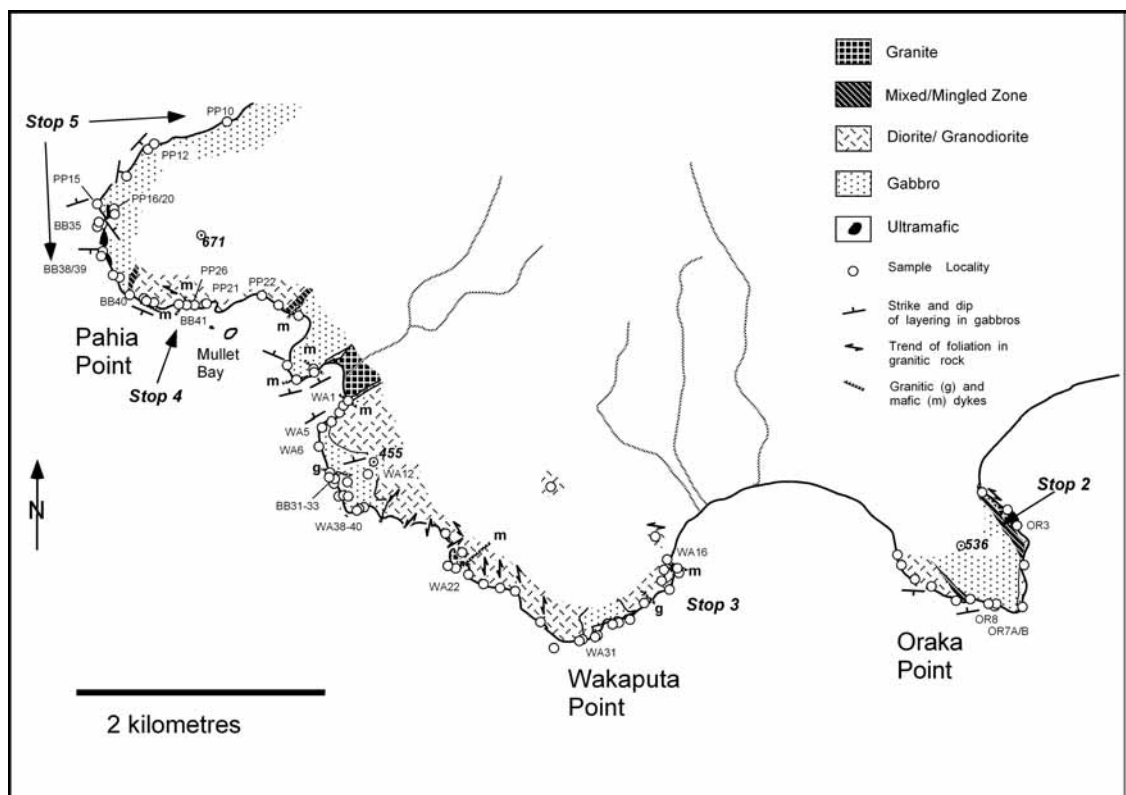 Granite
Mixed/Mingled Zone
Diorite/ Granodiorite
Gabbro
Ultramafic
Sample Locality
Strike and dip
of layering in gabbros
Trend of foliation in
granitic rock
Granitic (g) and
mafic (m) dykes
Stop 5
PP10
PP12
PP15
PP16/20
BB35
671
BB38/39
m
PP26
PP22
PP21
BB40
m
BB41
m
Pahia
Point
Mullet
Bay
Stop 4
m
m
WA1
m
WA5
WA6
455
g
WA12
BB31-33
WA38-40
m
WA22
WA16
m
Stop 3
g
WA31
Wakaputa
Point
Stop 2
OR3
536
OR8
OR7A/B
Oraka
Point
N
2 kilometres